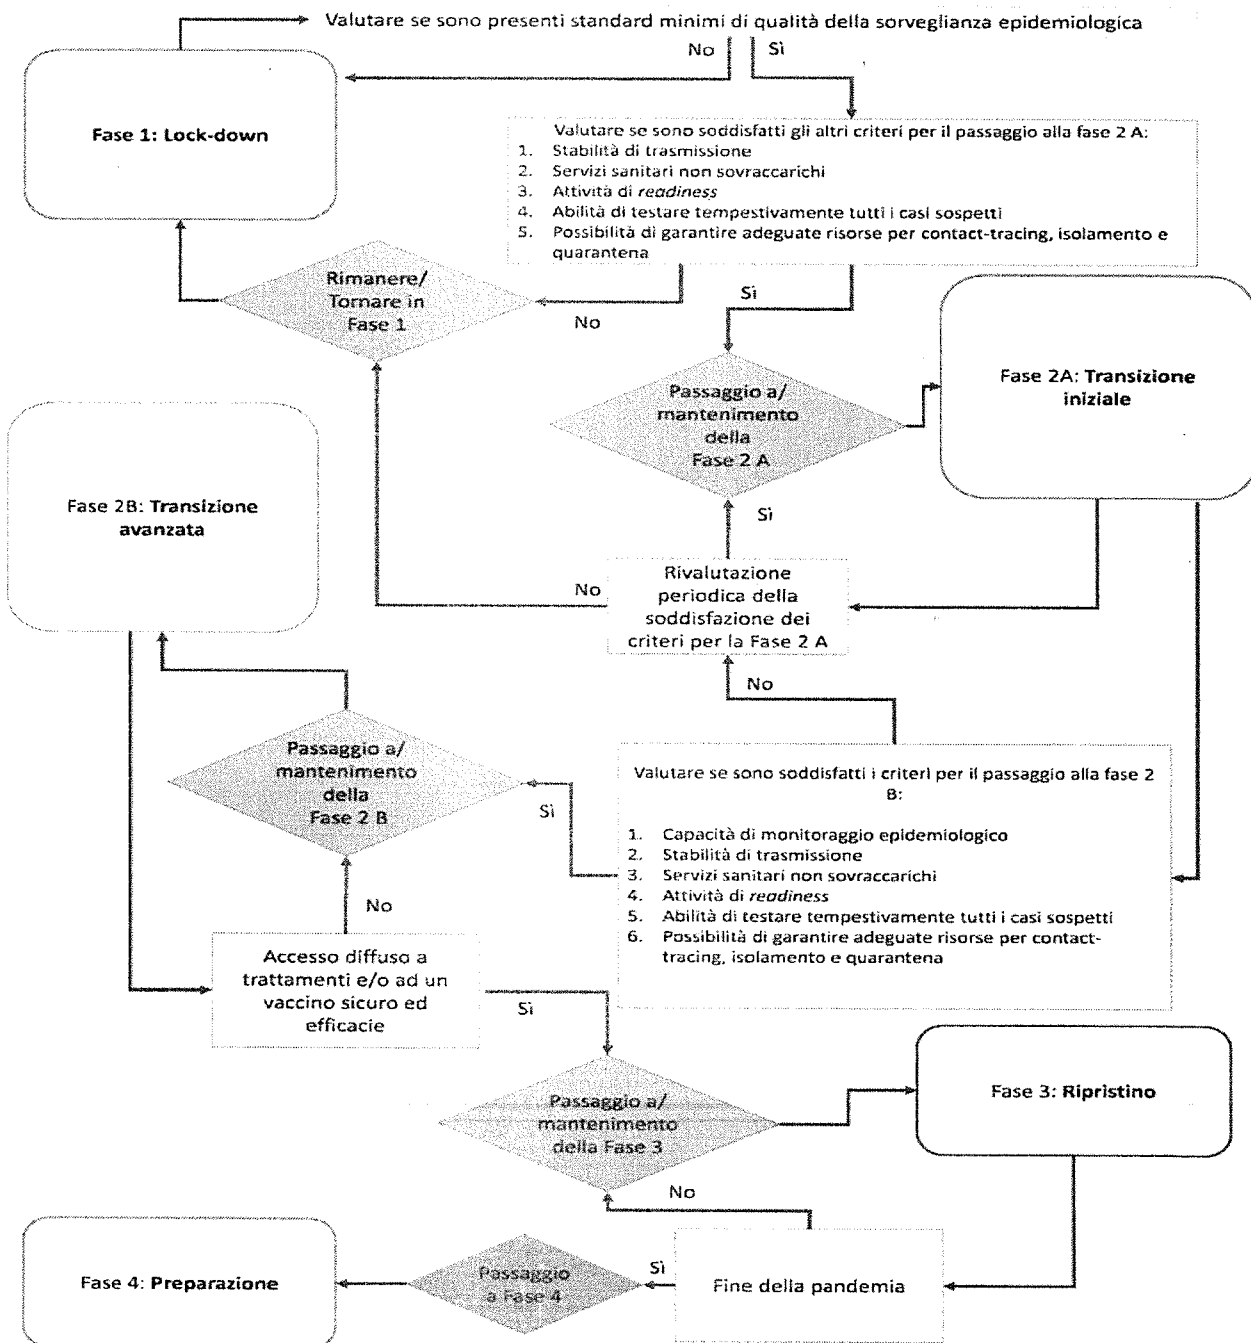 Valutare se sono presenti standard minimi di qualità della sorveglianza epidemiologica
No
Sì
Fase 1: Lock-down
Valutare se sono soddisfatti gli altri criteri per il passaggio alla fase 2 A:
1. Stabilità di trasmissione
2. Servizi sanitari non sovraccarichi
3. Attività di readiness
4. Abilità di testare tempestivamente tutti i casi sospetti
5. Possibilità di garantire adeguate risorse per contact-tracing, isolamento e
quarantena
Rimanere/
Tornare in
Fase 1
No
Sì
Passaggio a/
mantenimento
della
Fase 2 A
Fase 2A: Transizione
iniziale
Sì
Fase 2B: Transizione
avanzata
No
Rivalutazione
periodica della
soddisfazione dei
criteri per la Fase 2 A
No
Passaggio a/
mantenimento
della
Fase 2 B
Sì
Valutare se sono soddisfatti i criteri per il passaggio alla fase 2
B:
1. Capacità di monitoraggio epidemiologico
2. Stabilità di trasmissione
3. Servizi sanitari non sovraccarichi
4. Attività di readiness
5. Abilità di testare tempestivamente tutti i casi sospetti
6. Possibilità di garantire adeguate risorse per contact-
tracing, isolamento e quarantena
No
Accesso diffuso a
trattamenti e/o ad un
vaccino sicuro ed
efficacie
Sì
Passaggio a/
mantenimento
della Fase 3
Fase 3: Ripristino
No
Fase 4: Preparazione
Passaggio
a Fase 4
Sì
Fine della pandemia